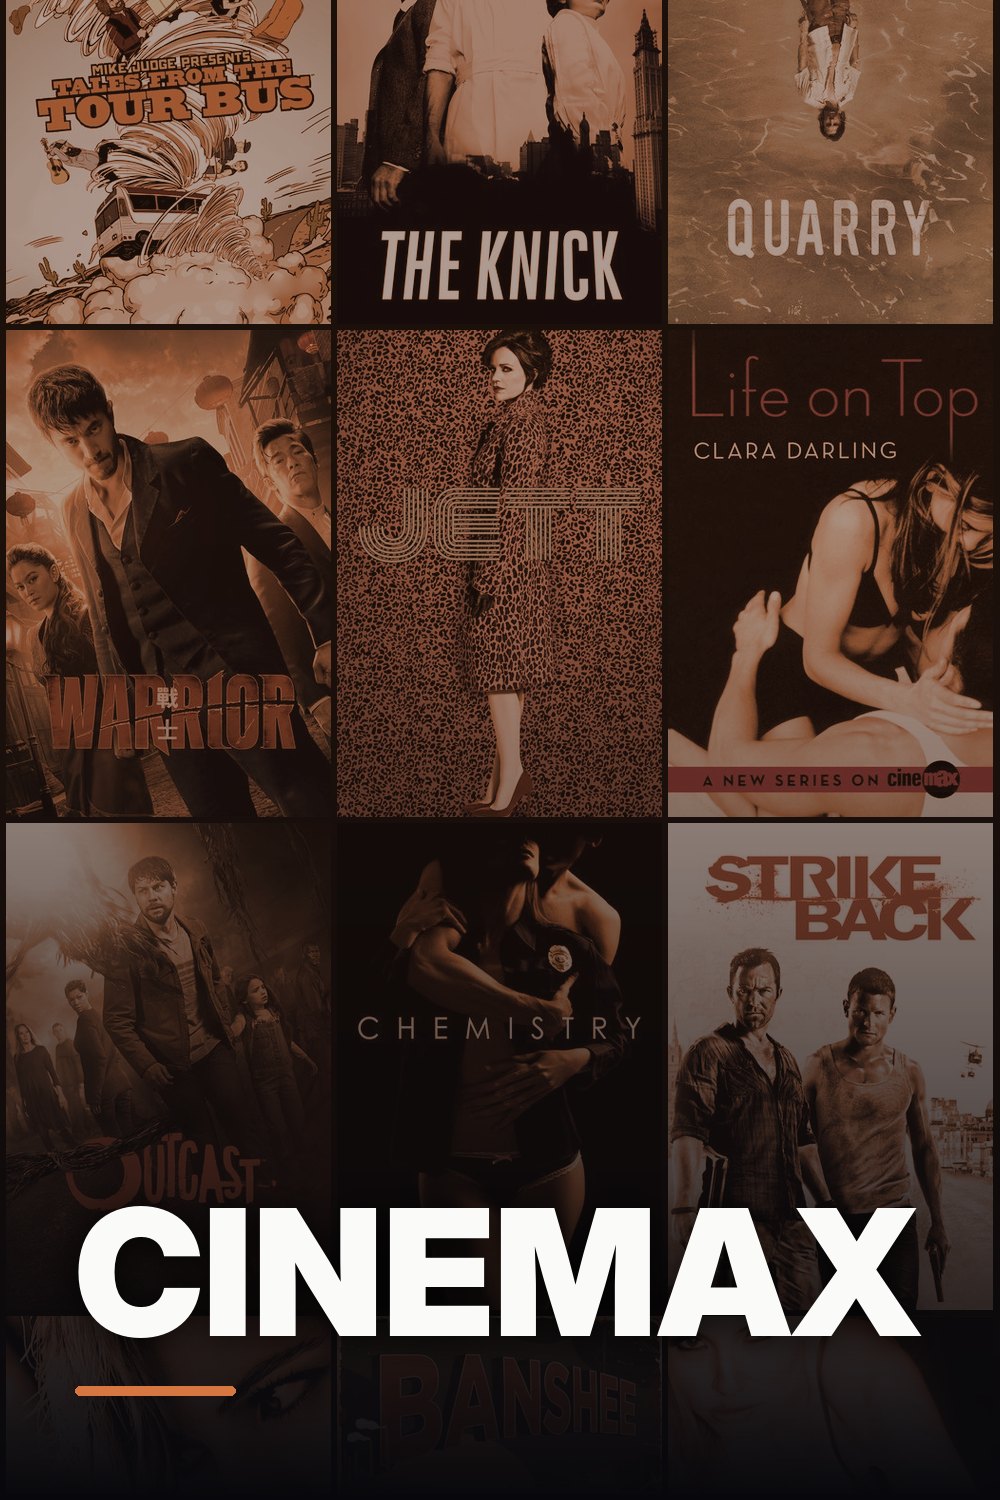 MIKE JUDGE PRESENTS
TALES FROM THE
TOUR BUS
THE KNICK
QUARRY
WARRIOR
戰
士
JETT
Life on Top
CLARA DARLING
A NEW SERIES ON cinemax
OUTCAST
CHEMISTRY
STRIKE
BACK
CINEMAX
BANSHEE